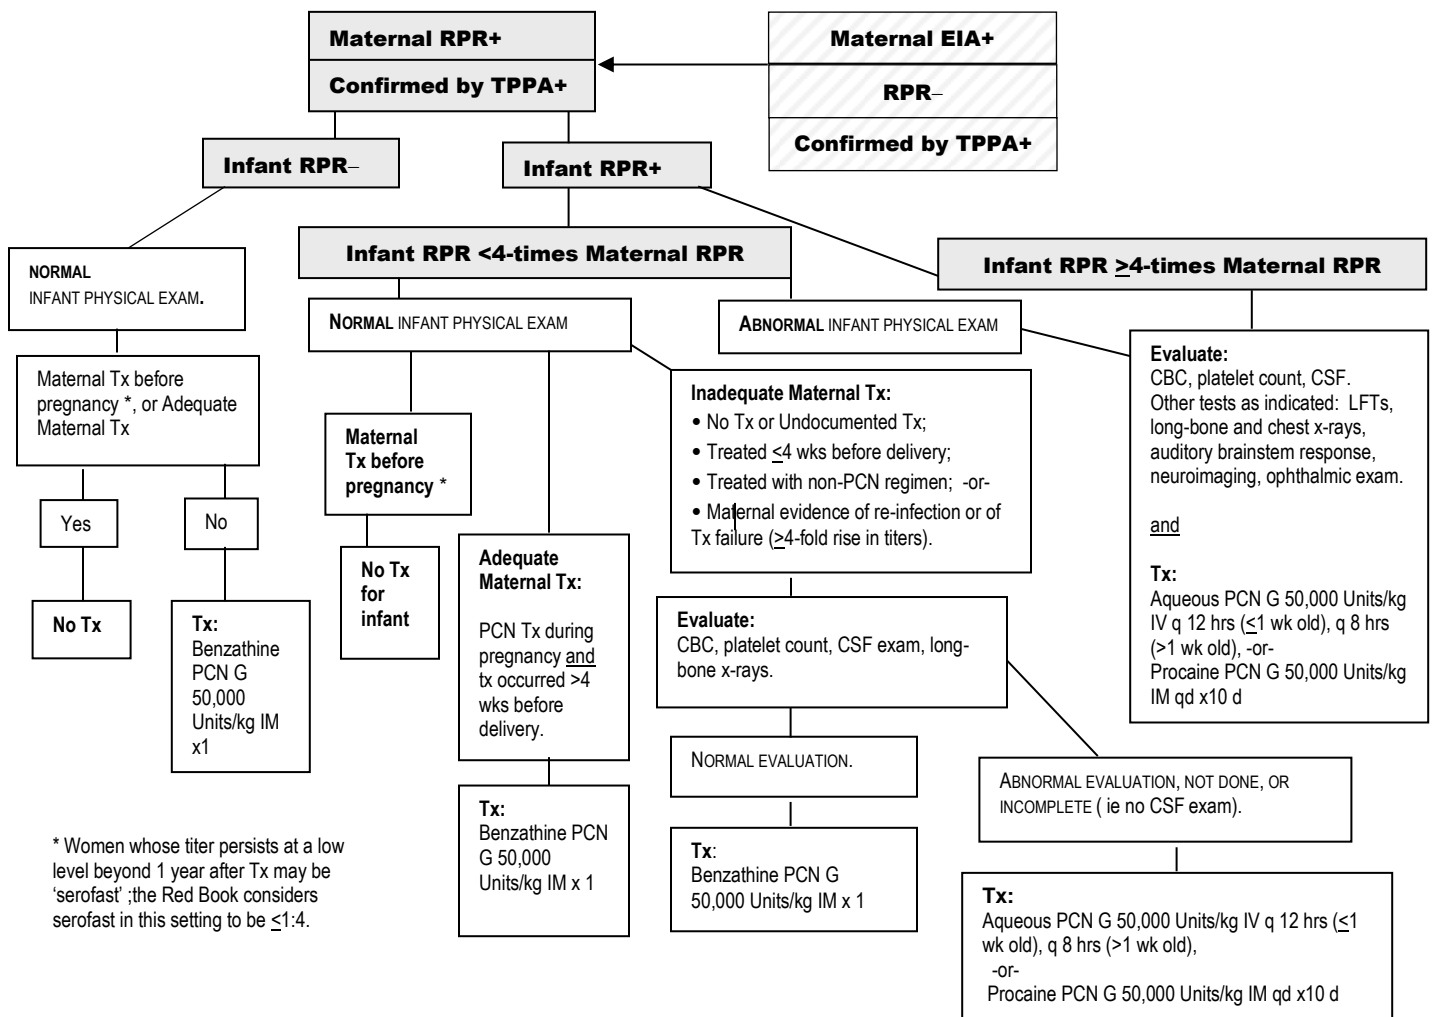 Maternal RPR+
Confirmed by TPPA+
Maternal EIA+
RPR–
Confirmed by TPPA+
Infant RPR–
Infant RPR+
Infant RPR <4-times Maternal RPR
Infant RPR ≥4-times Maternal RPR
NORMAL
INFANT PHYSICAL EXAM.
NORMAL INFANT PHYSICAL EXAM
ABNORMAL INFANT PHYSICAL EXAM
Maternal Tx before
pregnancy *, or Adequate
Maternal Tx
Yes
No
No Tx
Tx:
Benzathine
PCN G
50,000
Units/kg IM
x1
Maternal
Tx before
pregnancy *
No Tx
for
infant
Adequate
Maternal Tx:
PCN Tx during
pregnancy and
tx occurred >4
wks before
delivery.
Tx:
Benzathine PCN
G 50,000
Units/kg IM x 1
Inadequate Maternal Tx:
• No Tx or Undocumented Tx;
• Treated ≤4 wks before delivery;
• Treated with non-PCN regimen; -or-
• Maternal evidence of re-infection or of
Tx failure (≥4-fold rise in titers).
Evaluate:
CBC, platelet count, CSF exam, long-
bone x-rays.
NORMAL EVALUATION.
Tx:
Benzathine PCN G
50,000 Units/kg IM x 1
ABNORMAL EVALUATION, NOT DONE, OR
INCOMPLETE ( ie no CSF exam).
Tx:
Aqueous PCN G 50,000 Units/kg IV q 12 hrs (≤1
wk old), q 8 hrs (>1 wk old),
-or-
Procaine PCN G 50,000 Units/kg IM qd x10 d
Evaluate:
CBC, platelet count, CSF.
Other tests as indicated: LFTs,
long-bone and chest x-rays,
auditory brainstem response,
neuroimaging, ophthalmic exam.
and
Tx:
Aqueous PCN G 50,000 Units/kg
IV q 12 hrs (≤1 wk old), q 8 hrs
(>1 wk old), -or-
Procaine PCN G 50,000 Units/kg
IM qd x10 d
* Women whose titer persists at a low
level beyond 1 year after Tx may be
‘serofast’ ;the Red Book considers
serofast in this setting to be ≤1:4.